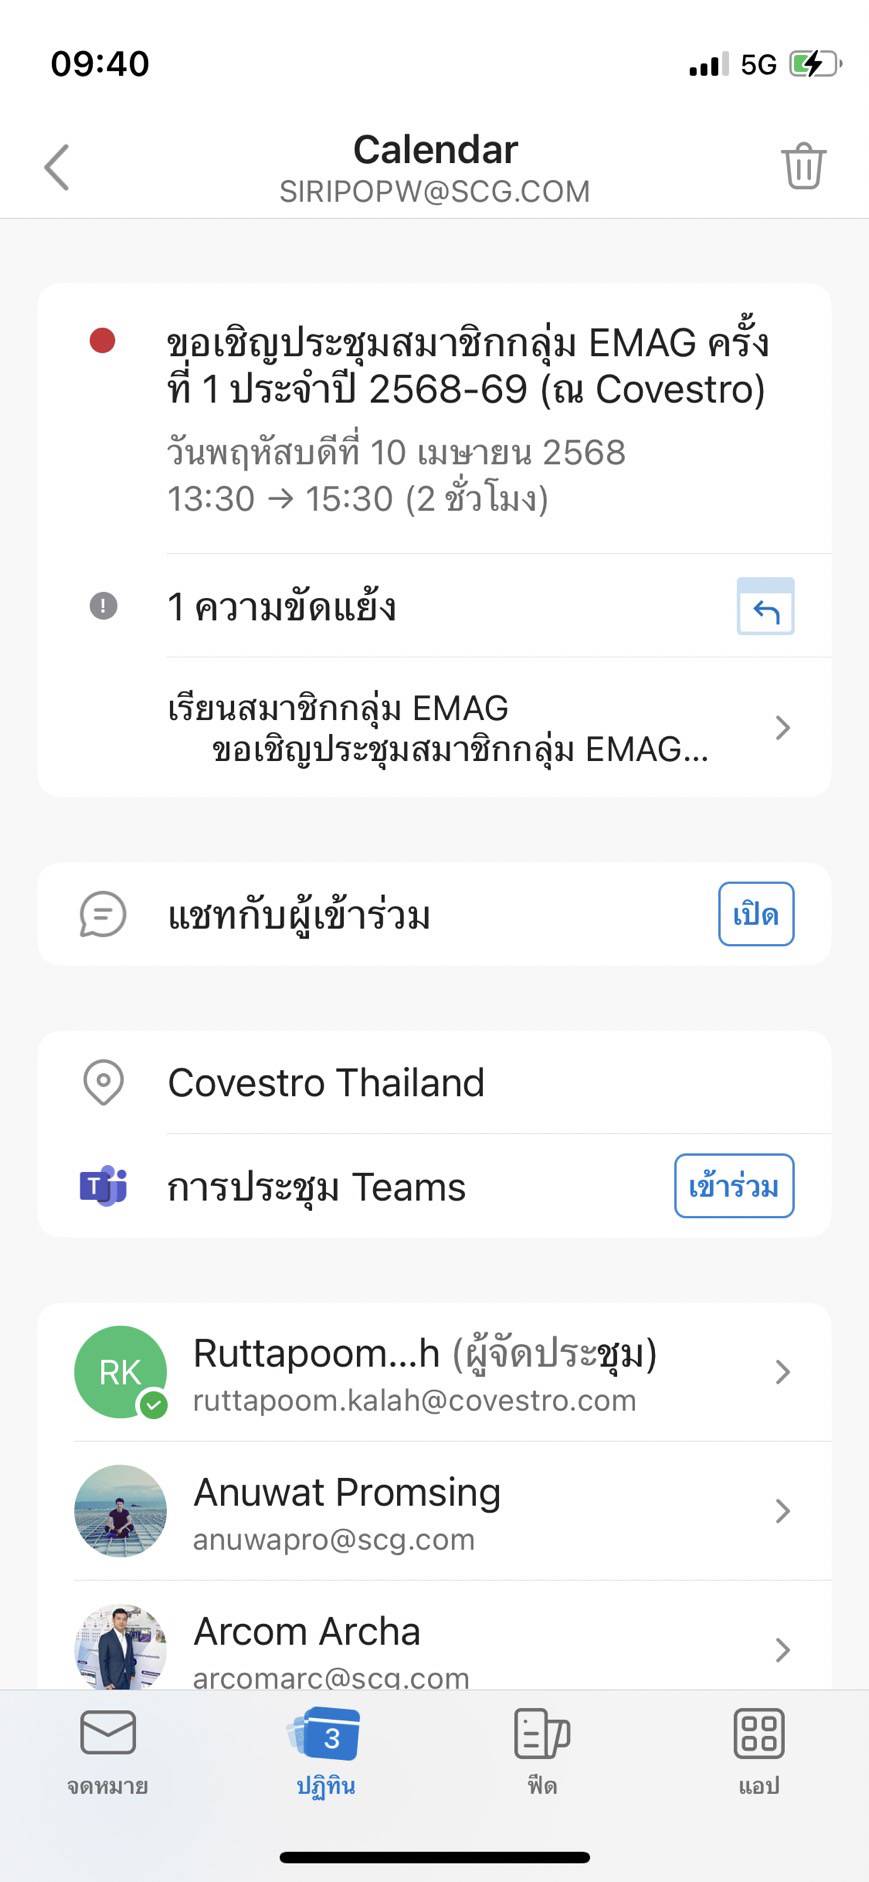 09:40
5G
Calendar
SIRIPOPW@SCG.COM
ขอเชิญประชุมสมาชิกกลุ่ม EMAG ครั้ง
ที่ 1 ประจำปี 2568-69 (ณ Covestro)
วันพฤหัสบดีที่ 10 เมษายน 2568
13:30 → 15:30 (2 ชั่วโมง)
1 ความขัดแย้ง
เรียนสมาชิกกลุ่ม EMAG
ขอเชิญประชุมสมาชิกกลุ่ม EMAG...
แชทกับผู้เข้าร่วม
เปิด
Covestro Thailand
การประชุม Teams
เข้าร่วม
RK
Ruttapoom...h (ผู้จัดประชุม)
ruttapoom.kalah@covestro.com
Anuwat Promsing
anuwapro@scg.com
Arcom Archa
arcomarc@scg.com
3
จดหมาย
ปฏิทิน
ฟีด
แอป